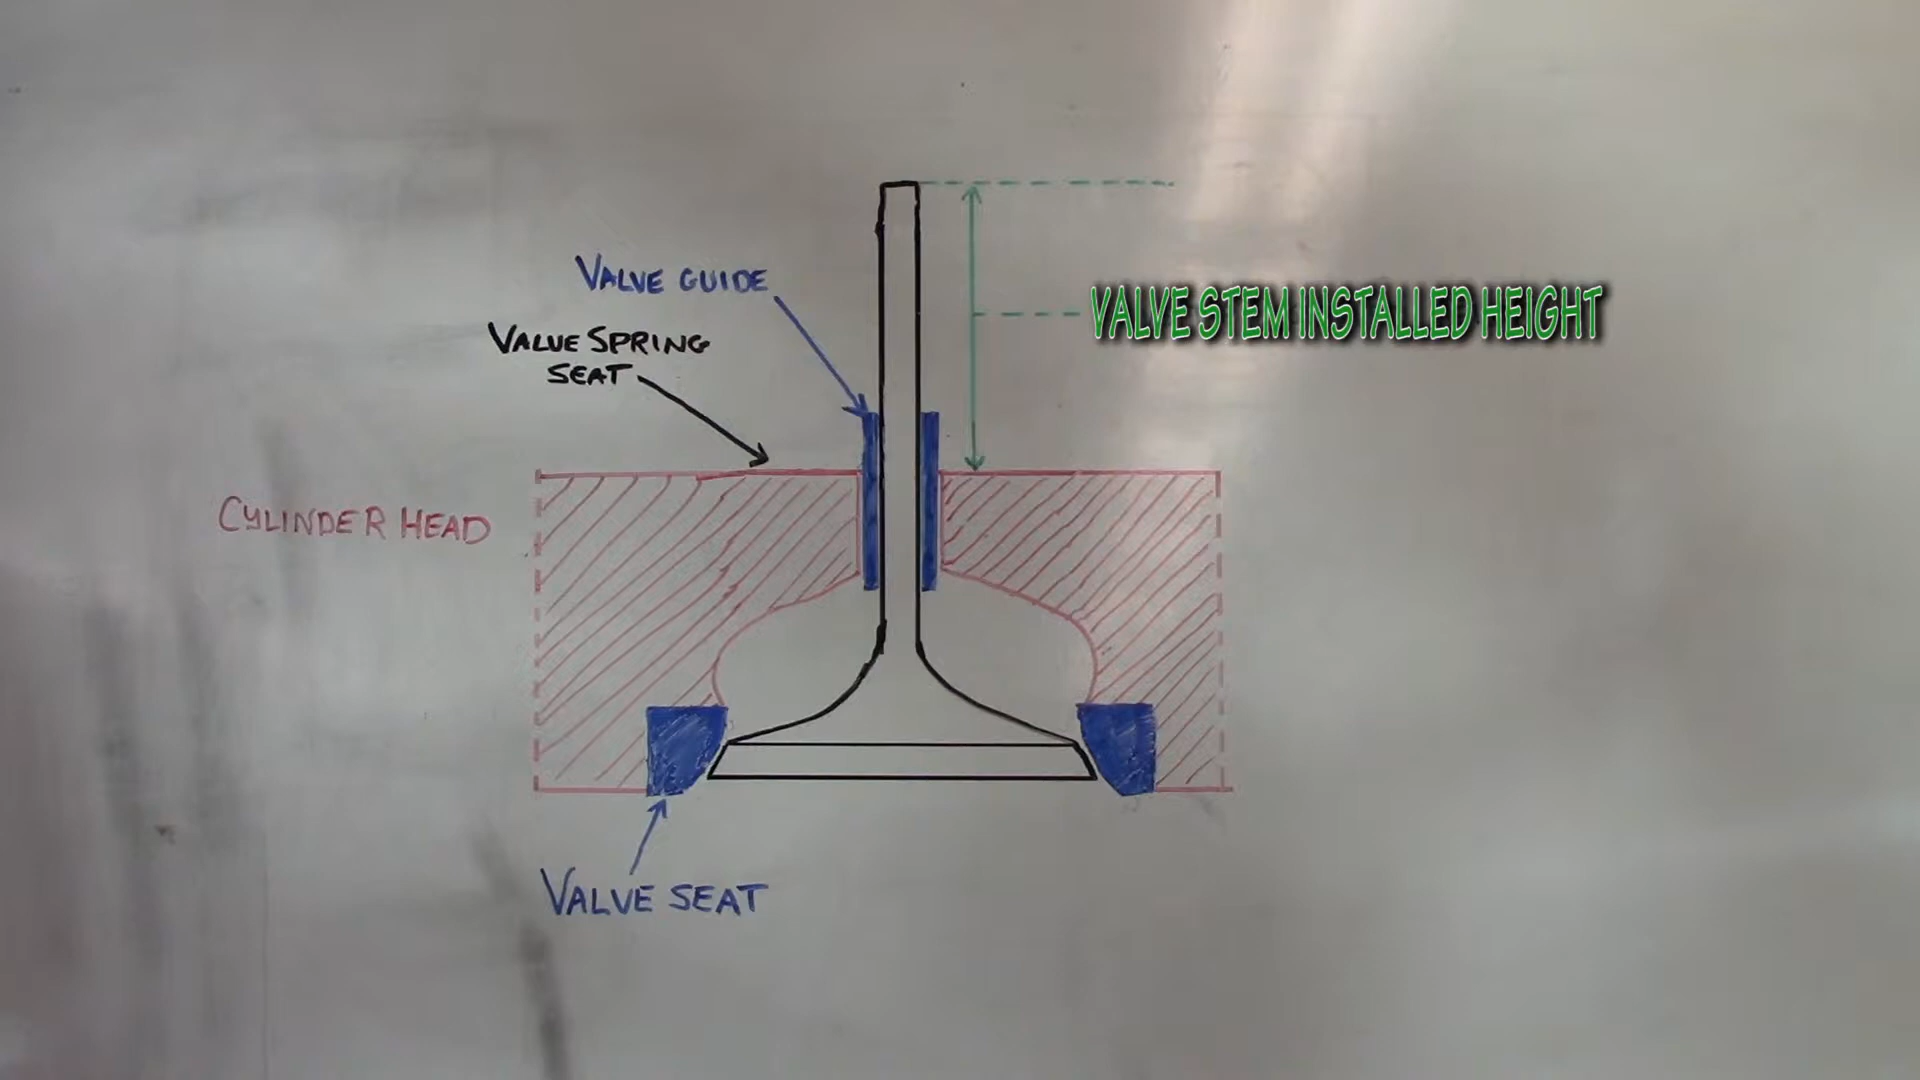 VALVE GUIDE
VALVE STEM INSTALLED HEIGHT
VALVE SPRING
SEAT
CYLINDER HEAD
VALVE SEAT